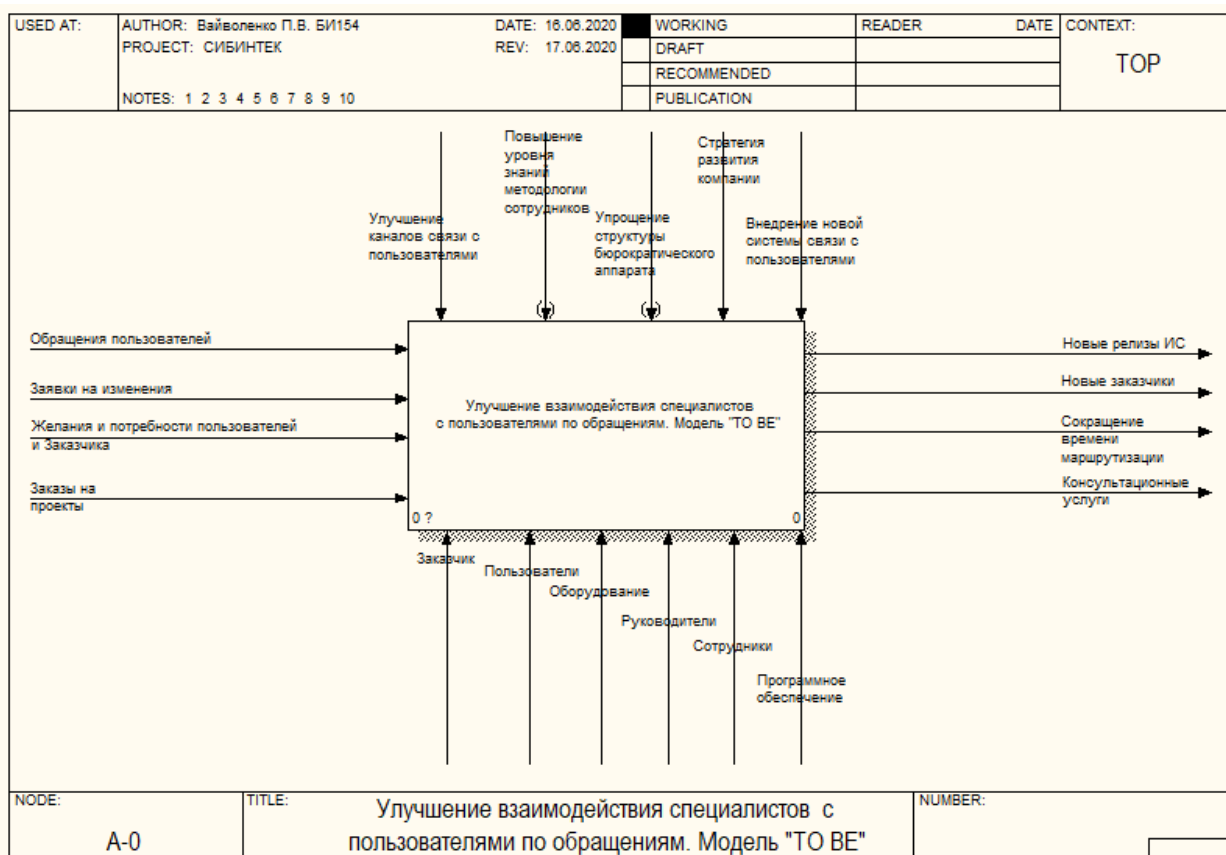 USED AT:
AUTHOR: Вайволенко П.В. БИ154
DATE: 16.06.2020
PROJECT: СИБИНТЕК
REV: 17.06.2020
NOTES: 1 2 3 4 5 6 7 8 9 10
WORKING
DRAFT
RECOMMENDED
PUBLICATION
READER
DATE
CONTEXT:
TOP
Улучшение
каналов связи с
пользователями
Повышение
уровня
знаний
методологии
сотрудников
Упрощение
структуры
бюрократического
аппарата
Стратегия
развития
компании
Внедрение новой
системы связи с
пользователями
Обращения пользователей
Заявки на изменения
Желания и потребности пользователей
и Заказчика
Заказы на
проекты
Улучшение взаимодействия специалистов
с пользователями по обращениям. Модель "TO BE"
0 ?
0
Новые релизы ИС
Новые заказчики
Сокращение
времени
маршрутизации
Консультационные
услуги
Заказчик
Пользователи
Оборудование
Руководители
Сотрудники
Программное
обеспечение
NODE:
A-0
TITLE:
Улучшение взаимодействия специалистов с
пользователями по обращениям. Модель "TO BE"
NUMBER: